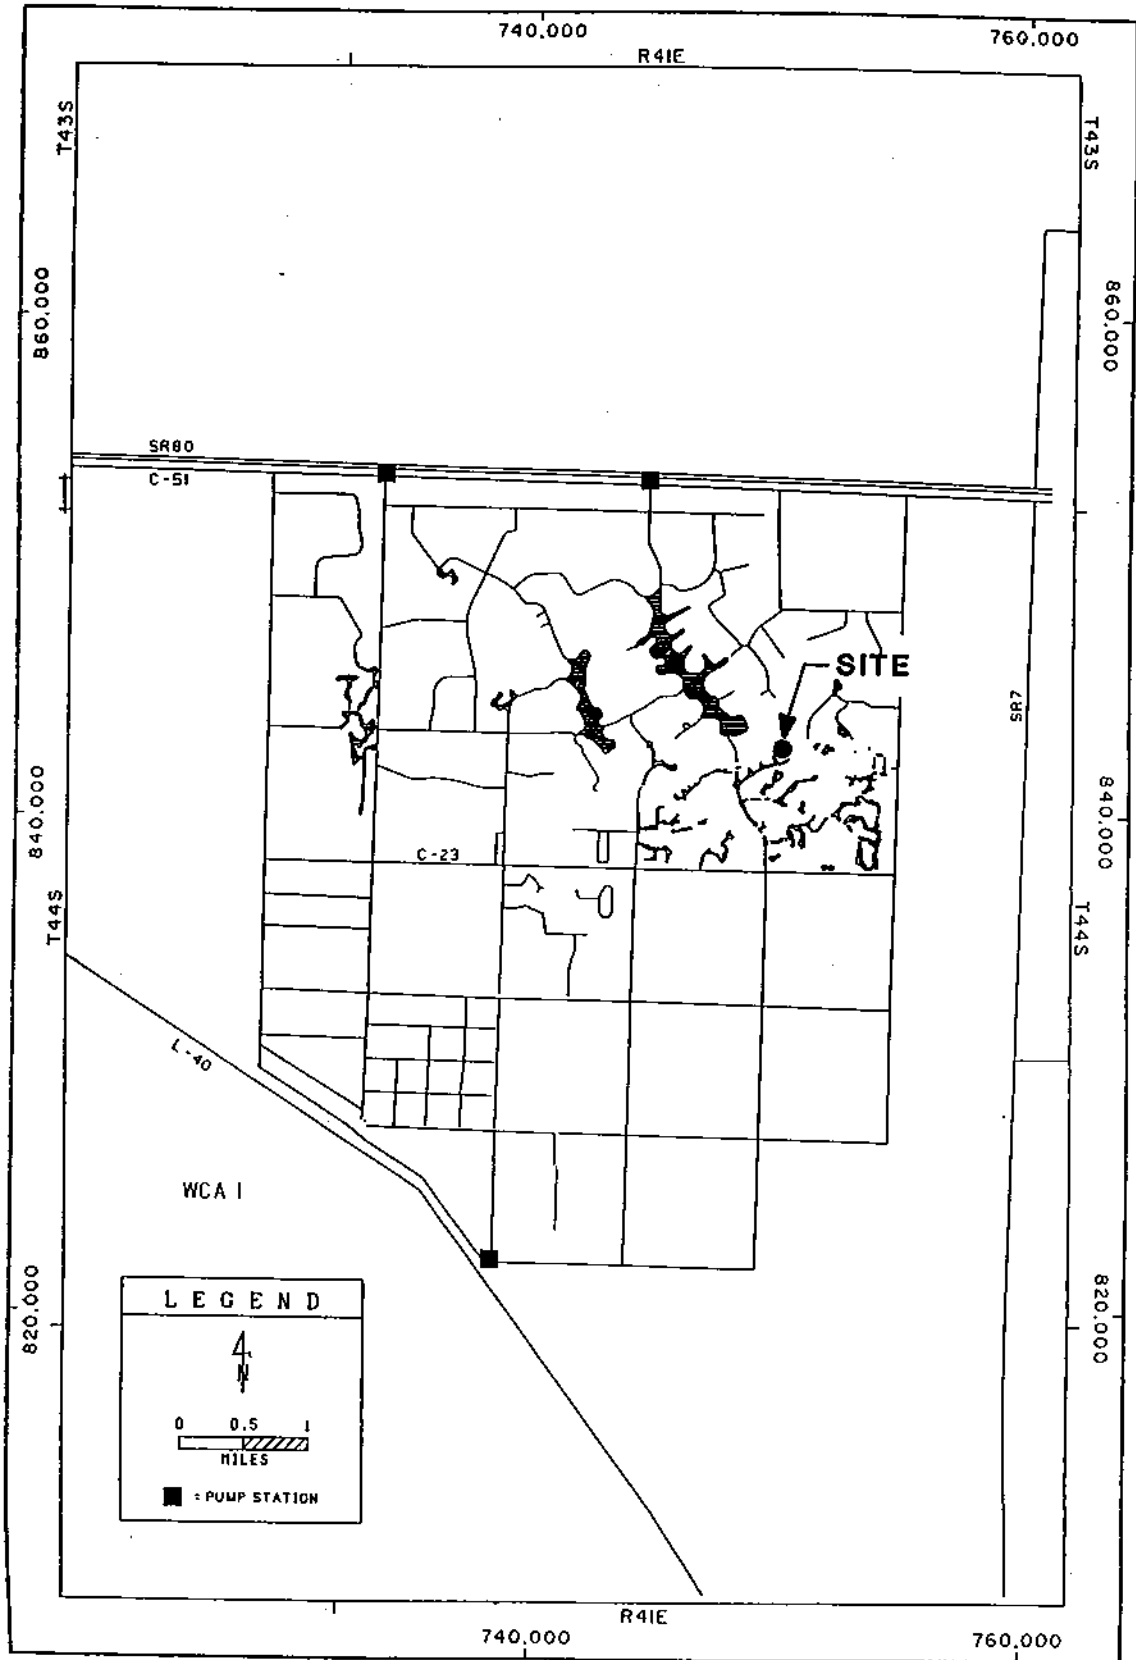 740,000
760,000
R41E
T43S
T43S
860,000
860,000
SR80
C-51
SITE
SR7
840,000
840,000
C-23
T44S
T44S
L-40
WCA 1
LEGEND
N
0 0.5 1
MILES
= PUMP STATION
820,000
820,000
R41E
740,000
760,000